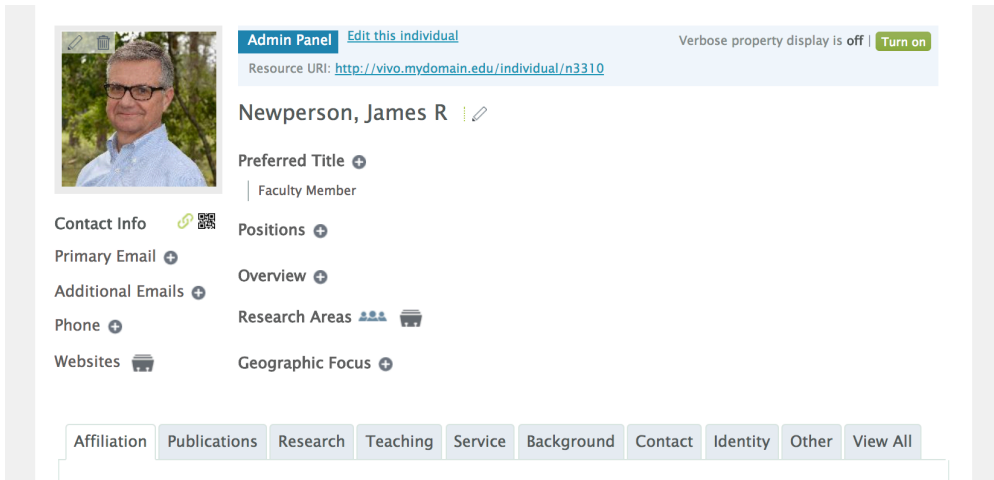 Admin Panel Edit this individual Verbose property display is off | Turn on
Resource URI: http://vivo.mydomain.edu/individual/n3310
Newperson, James R
Preferred Title
Faculty Member
Contact Info
Positions
Primary Email
Overview
Additional Emails
Research Areas
Phone
Websites
Geographic Focus
Affiliation Publications Research Teaching Service Background Contact Identity Other View All